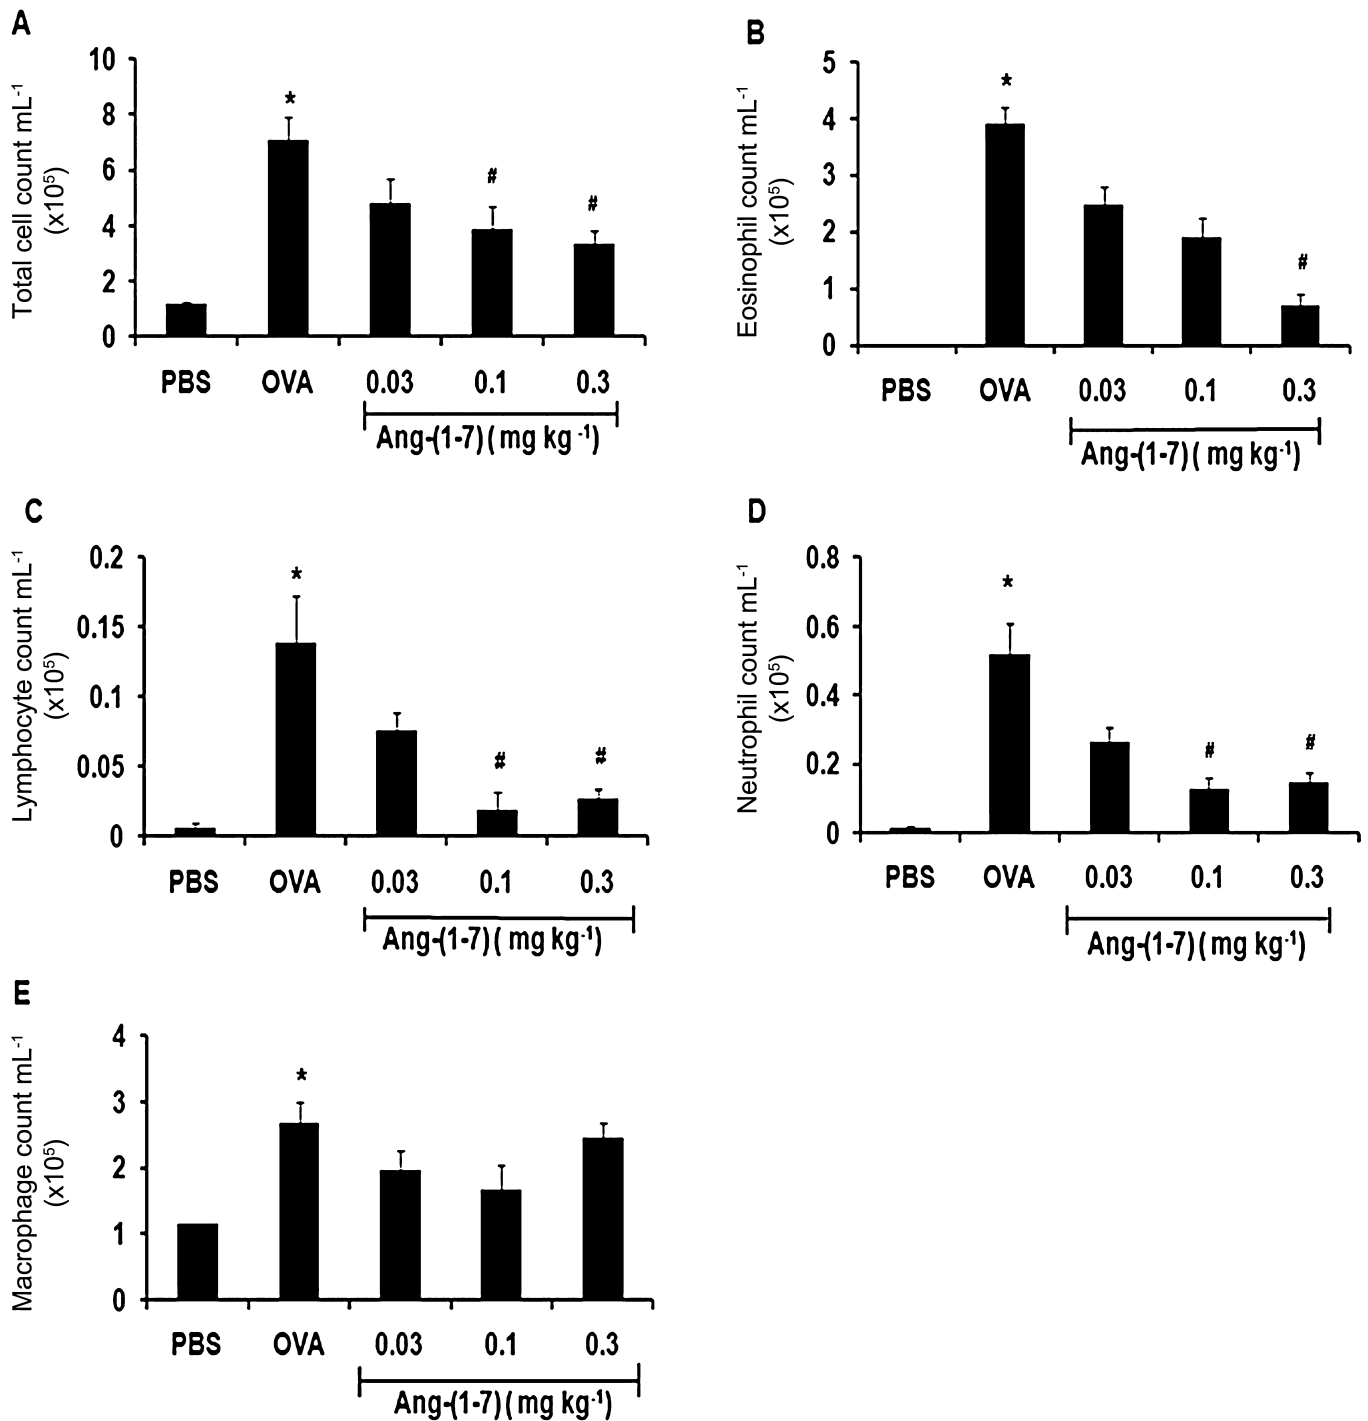 A
Total cell count mL⁻¹
(x10⁵)
10
8
6
4
2
0
*
#
#
PBS OVA 0.03 0.1 0.3
Ang-(1-7) ( mg kg ⁻¹)
B
Eosinophil count mL⁻¹
(x10⁵)
5
4
3
2
1
0
*
#
PBS OVA 0.03 0.1 0.3
Ang-(1-7) ( mg kg⁻¹)
C
Lymphocyte count mL⁻¹
(x10⁵)
0.2
0.15
0.1
0.05
0
*
#
#
PBS OVA 0.03 0.1 0.3
Ang-(1-7) ( mg kg⁻¹)
D
Neutrophil count mL⁻¹
(x10⁵)
0.8
0.6
0.4
0.2
0
*
#
#
PBS OVA 0.03 0.1 0.3
Ang-(1-7) ( mg kg⁻¹)
E
Macrophage count mL⁻¹
(x10⁵)
4
3
2
1
0
*
PBS OVA 0.03 0.1 0.3
Ang-(1-7) ( mg kg⁻¹)